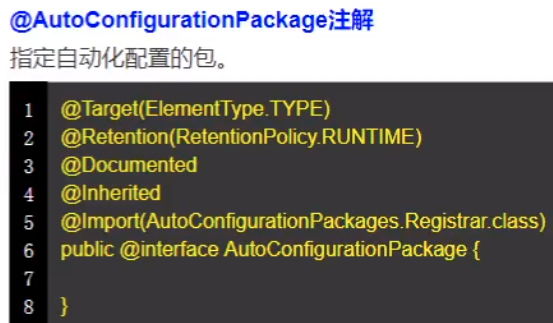 @AutoConfigurationPackage注解
指定自动化配置的包。
1 @Target(ElementType.TYPE)
2 @Retention(RetentionPolicy.RUNTIME)
3 @Documented
4 @Inherited
5 @Import(AutoConfigurationPackages.Registrar.class)
6 public @interface AutoConfigurationPackage {
7
8 }